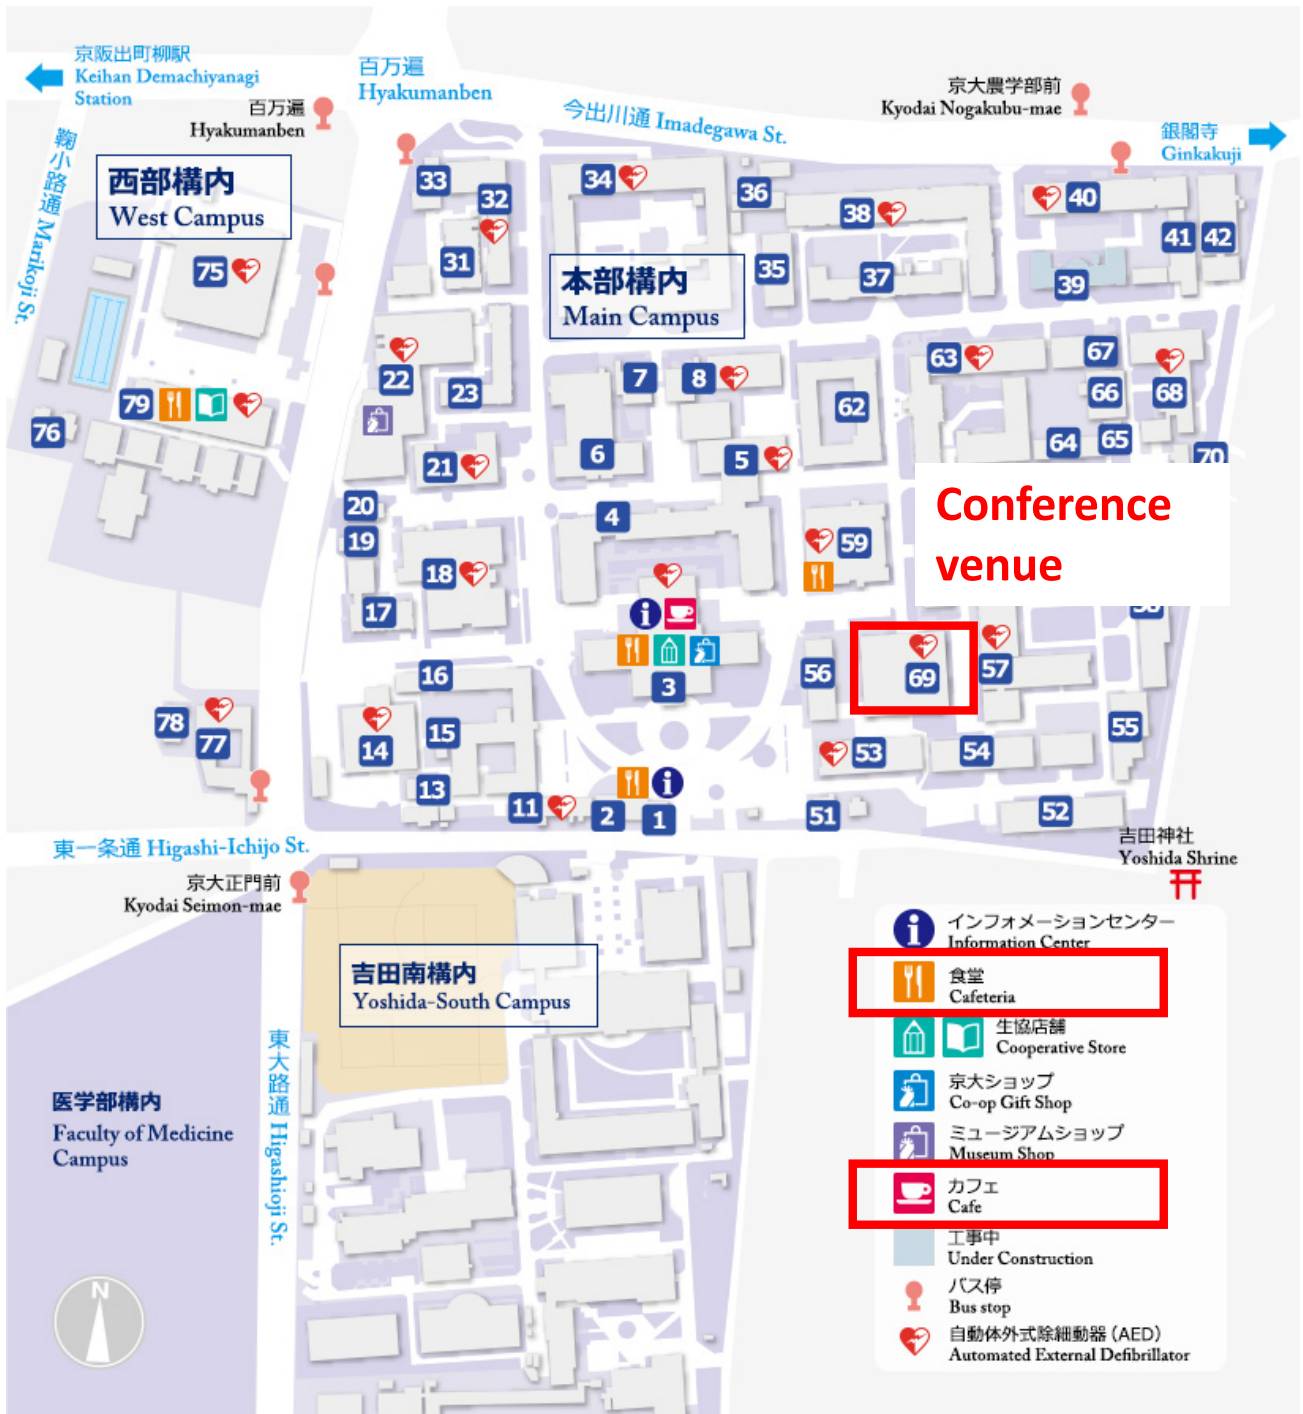 京阪出町柳駅
Keihan Demachiyanagi
Station
百万遍
Hyakumanben
百万遍
Hyakumanben
今出川通 Imadegawa St.
京大農学部前
Kyodai Nogakubu-mae
銀閣寺
Ginkakuji
鞠小路通 Marikoji St.
西部構内
West Campus
33
32
34
36
38
40
41
42
31
35
37
39
75
本部構内
Main Campus
22
23
7
8
62
63
67
66
68
79
76
21
6
5
64
65
70
20
4
Conference
venue
19
18
59
17
16
3
56
69
57
78
77
14
15
53
54
55
13
11
2
1
51
52
東一条通 Higashi-Ichijo St.
吉田神社
Yoshida Shrine
京大正門前
Kyodai Seimon-mae
吉田南構内
Yoshida-South Campus
東大路通 Higashioji St.
医学部構内
Faculty of Medicine
Campus
N
インフォメーションセンター
Information Center
食堂
Cafeteria
生協店舗
Cooperative Store
京大ショップ
Co-op Gift Shop
ミュージアムショップ
Museum Shop
カフェ
Cafe
工事中
Under Construction
バス停
Bus stop
自動体外式除細動器（AED）
Automated External Defibrillator